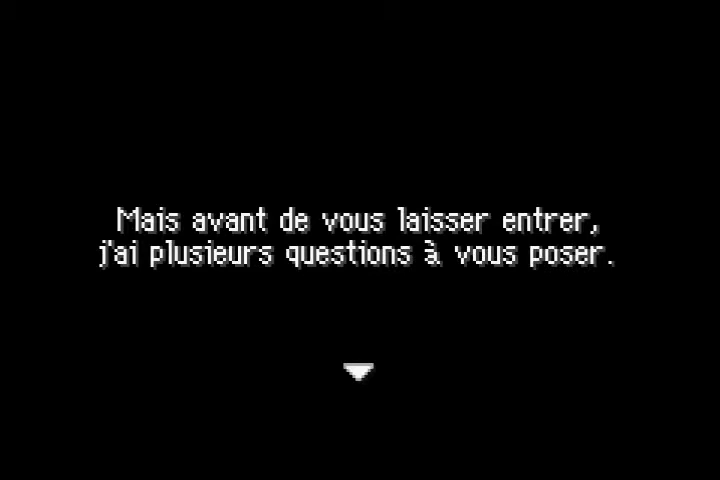 Mais avant de vous laisser entrer,
j'ai plusieurs questions à vous poser.